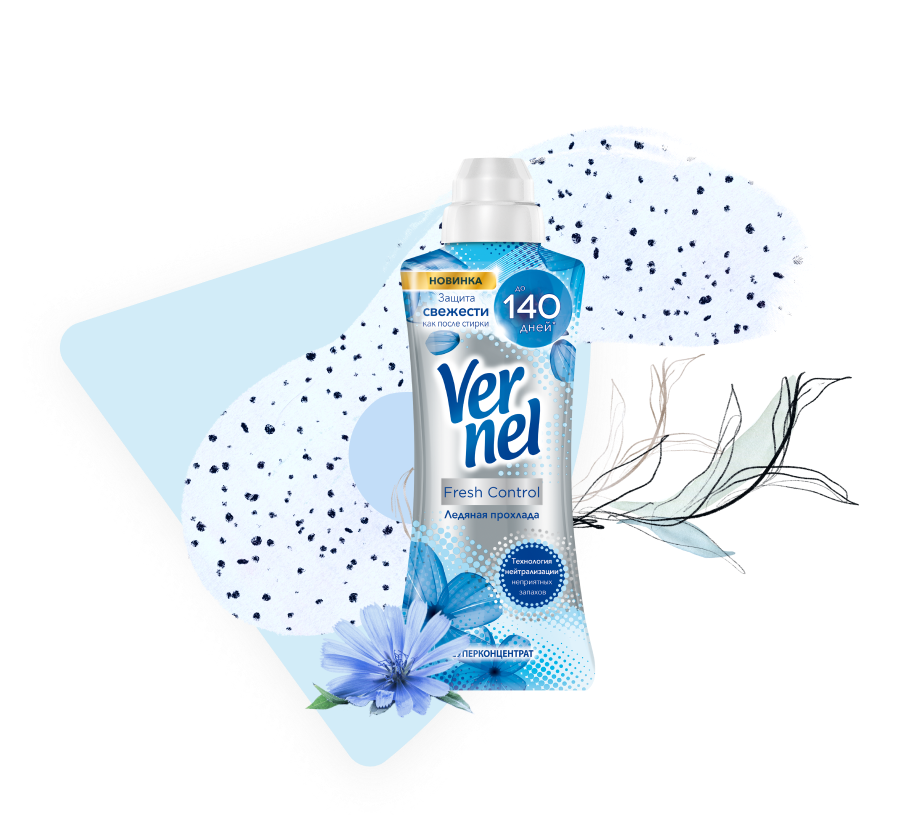 НОВИНКА
Защита
свежести
как после стирки
до
140
дней*
Ver
nel
Fresh Control
Ледяная прохлада
Технология
нейтрализации
неприятных
запахов
УПЕРКОНЦЕНТРАТ